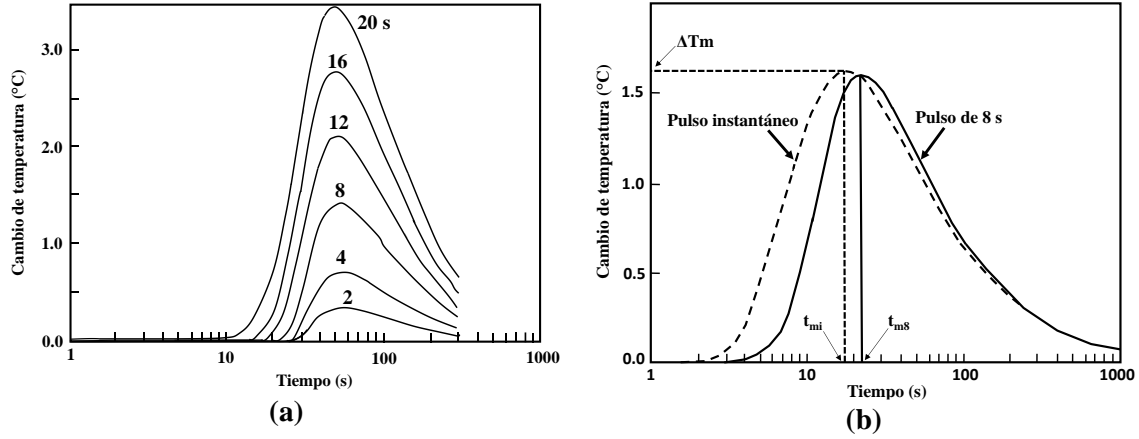 Cambio de temperatura (°C)
3.0
2.0
1.0
0.0
20 s
16
12
8
4
2
1
10
100
1000
Tiempo (s)
(a)
Cambio de temperatura (°C)
1.5
1.0
0.5
0.0
ΔTm
Pulso instantáneo
Pulso de 8 s
tmi
tm8
1
10
100
1000
Tiempo (s)
(b)